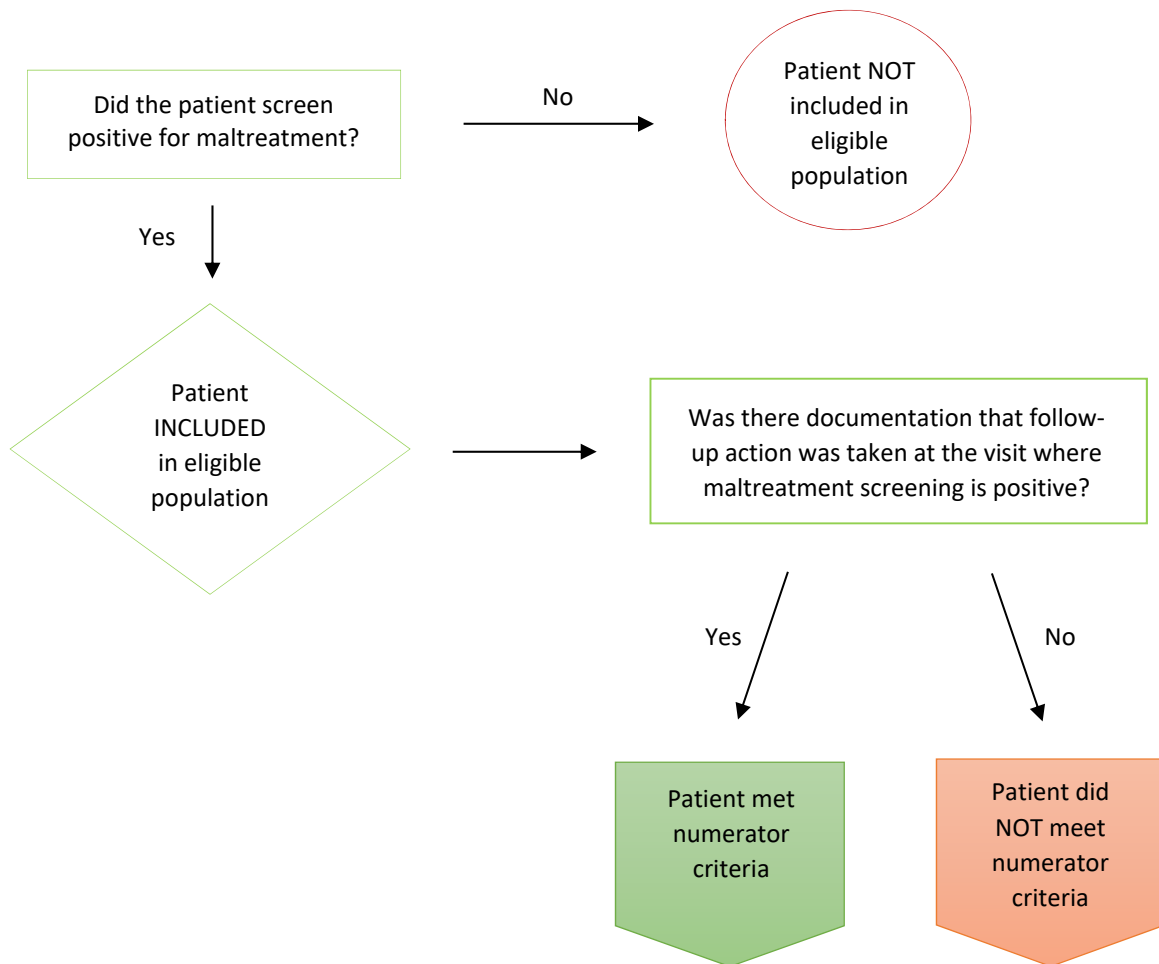 Did the patient screen
positive for maltreatment?
No
Patient NOT
included in
eligible
population
Yes
Patient
INCLUDED
in eligible
population
Was there documentation that follow-
up action was taken at the visit where
maltreatment screening is positive?
Yes
No
Patient met
numerator
criteria
Patient did
NOT meet
numerator
criteria